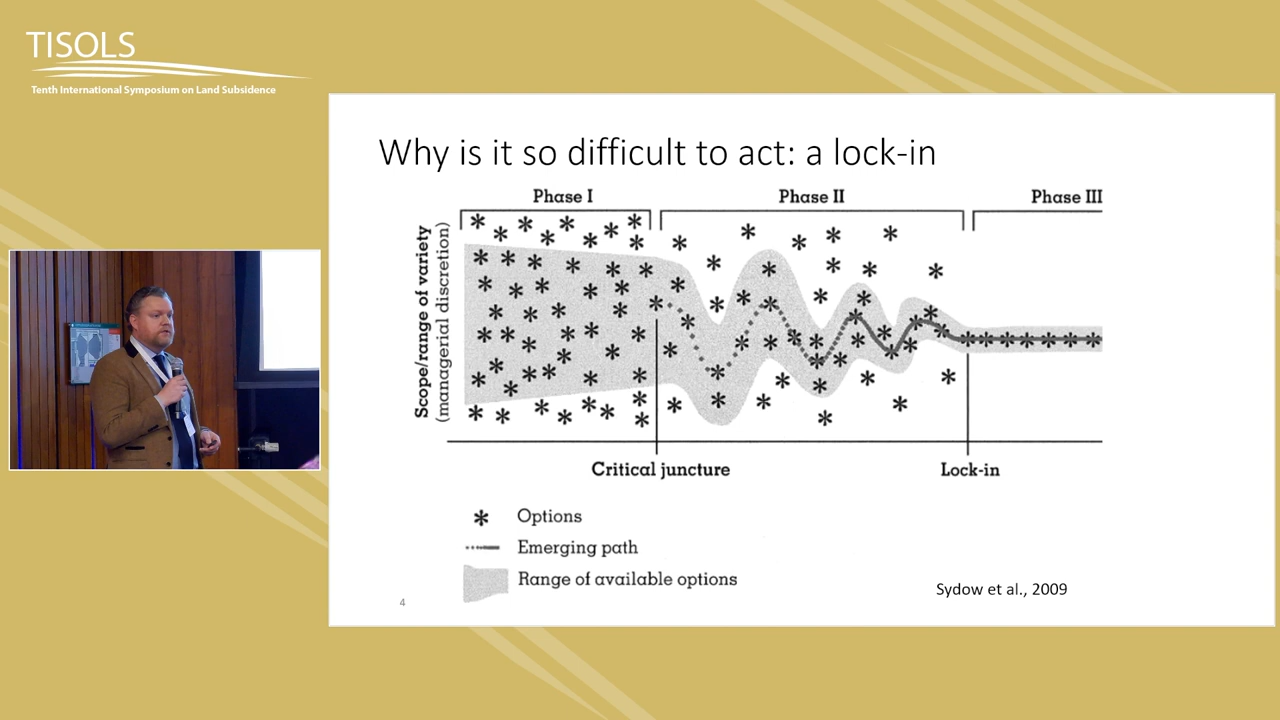 TISOLS
Tenth International Symposium on Land Subsidence
Why is it so difficult to act: a lock-in
Phase I
Phase II
Phase III
Scope/range of variety
(managerial discretion)
Critical juncture
Lock-in
Options
Emerging path
Range of available options
Sydow et al., 2009
4